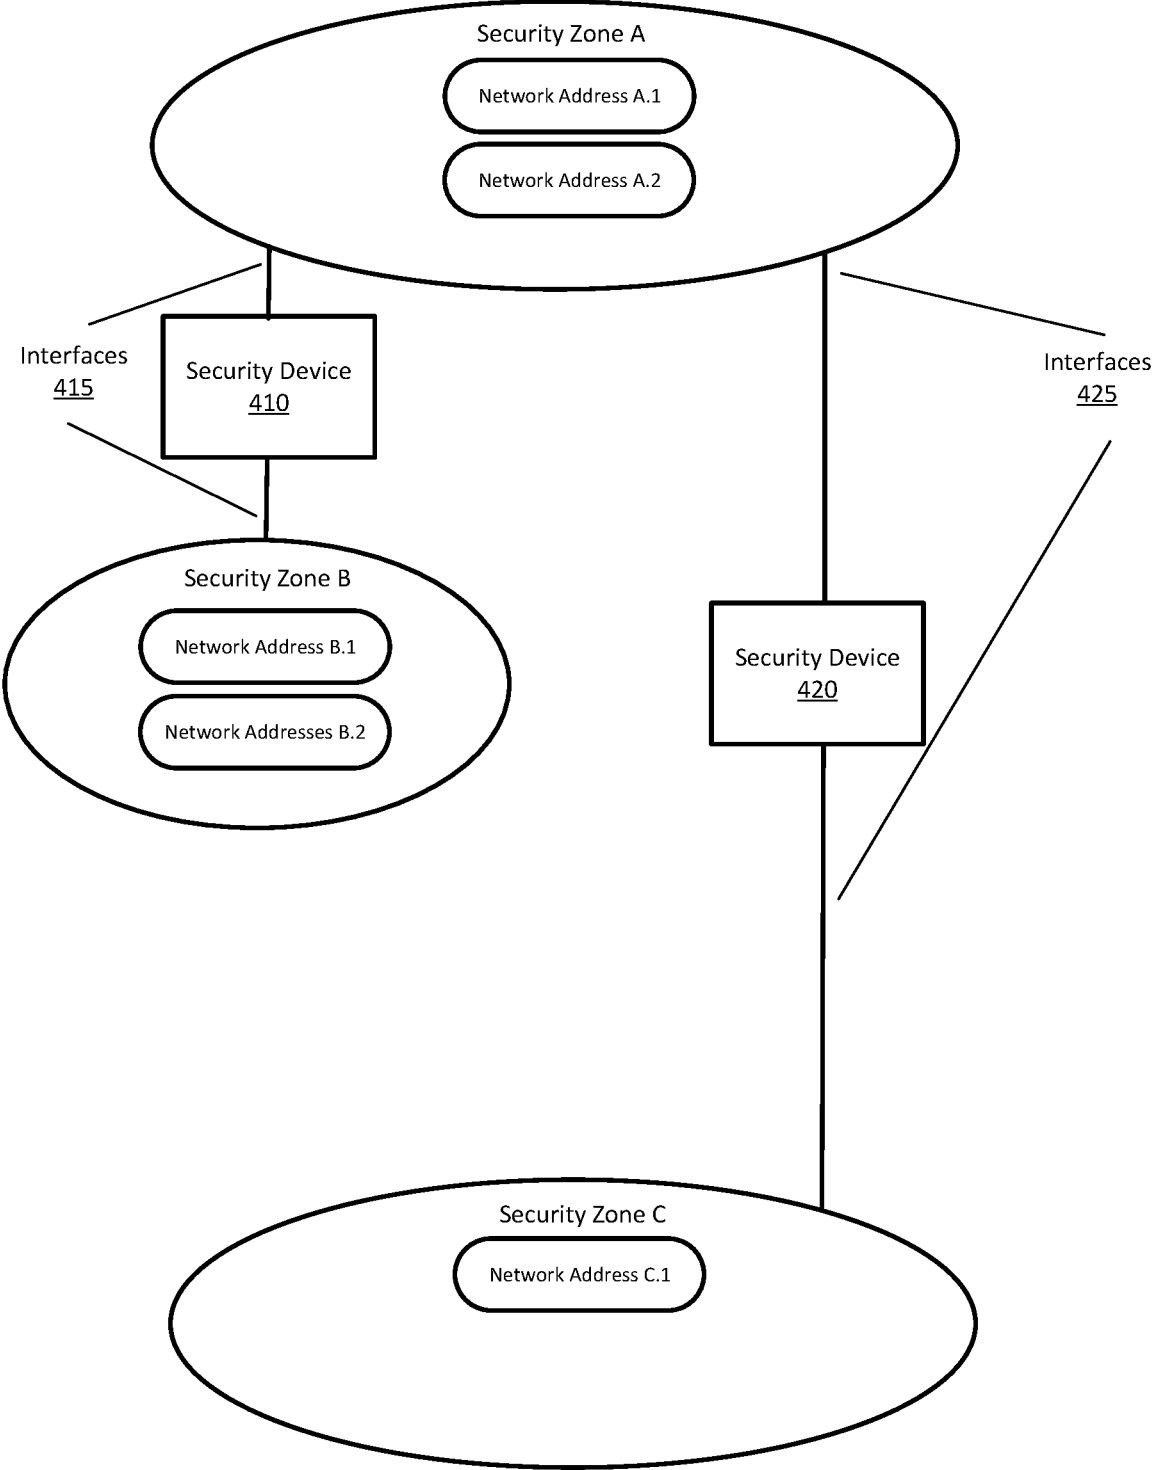 Security Zone A
Network Address A.1
Network Address A.2
Interfaces
415
Security Device
410
Interfaces
425
Security Zone B
Network Address B.1
Network Addresses B.2
Security Device
420
Security Zone C
Network Address C.1